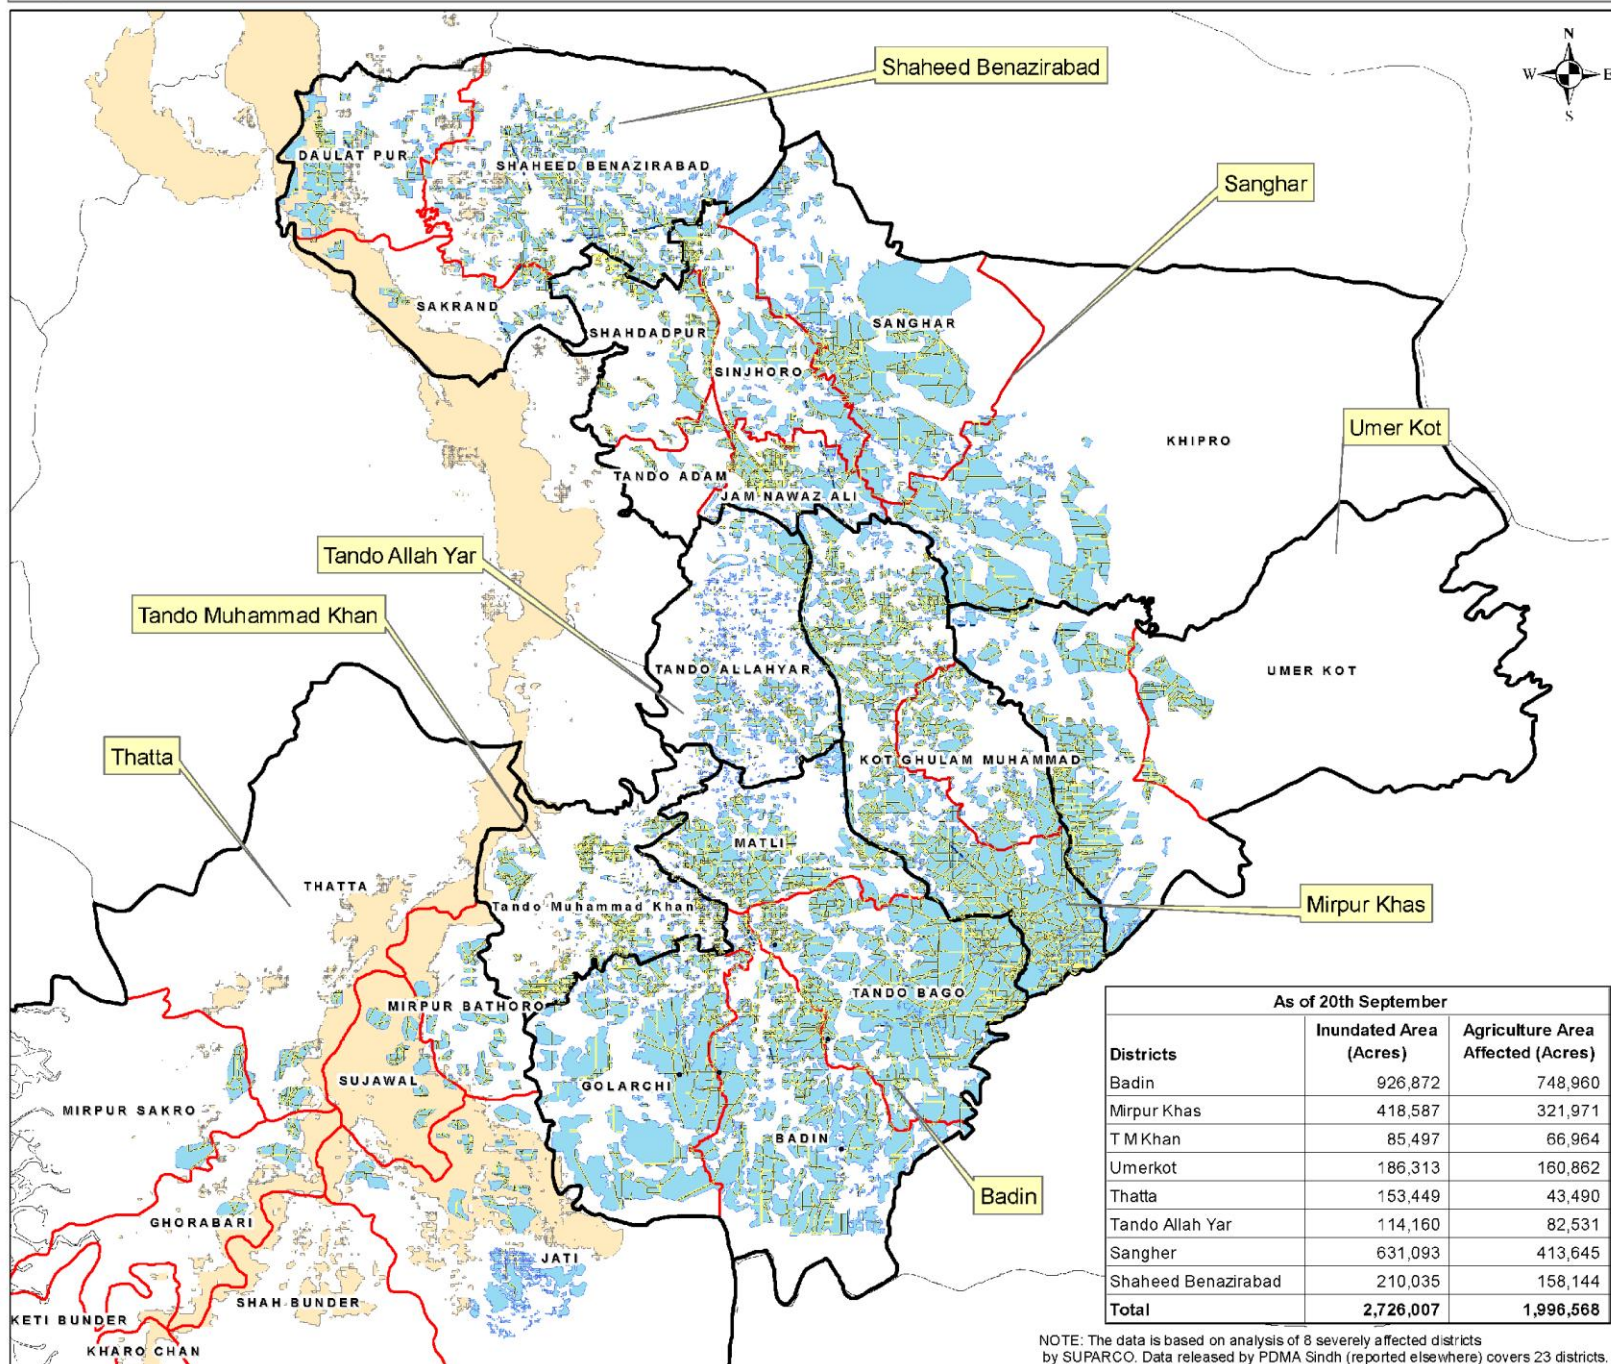 N
W E
S
Shaheed Benazirabad
DAULAT PUR
SHAHEED BENAZIRABAD
Sanghar
SAKRAND
SHAHDADPUR
SANGHAR
SINJHORO
Umer Kot
KHIPRO
TANDO ADAM
JAM NAWAZ ALI
Tando Allah Yar
Tando Muhammad Khan
TANDO ALLAHYAR
UMER KOT
Thatta
KOT GHULAM MUHAMMAD
MATLI
THATTA
Tando Muhammad Khan
Mirpur Khas
TANDO BAGO
MIRPUR BATHORO
SUJAWAL
GOLARCHI
MIRPUR SAKRO
BADIN
Badin
GHORABARI
JATI
SHAH BUNDER
KETI BUNDER
KHARO CHAN
As of 20th September
Districts Inundated Area (Acres) Agriculture Area Affected (Acres)
Badin 926,872 748,960
Mirpur Khas 418,587 321,971
T M Khan 85,497 66,964
Umerkot 186,313 160,862
Thatta 153,449 43,490
Tando Allah Yar 114,160 82,531
Sangher 631,093 413,645
Shaheed Benazirabad 210,035 158,144
Total 2,726,007 1,996,568
NOTE: The data is based on analysis of 8 severely affected districts
by SUPARCO. Data released by PDMA Sindh (reported elsewhere) covers 23 districts.